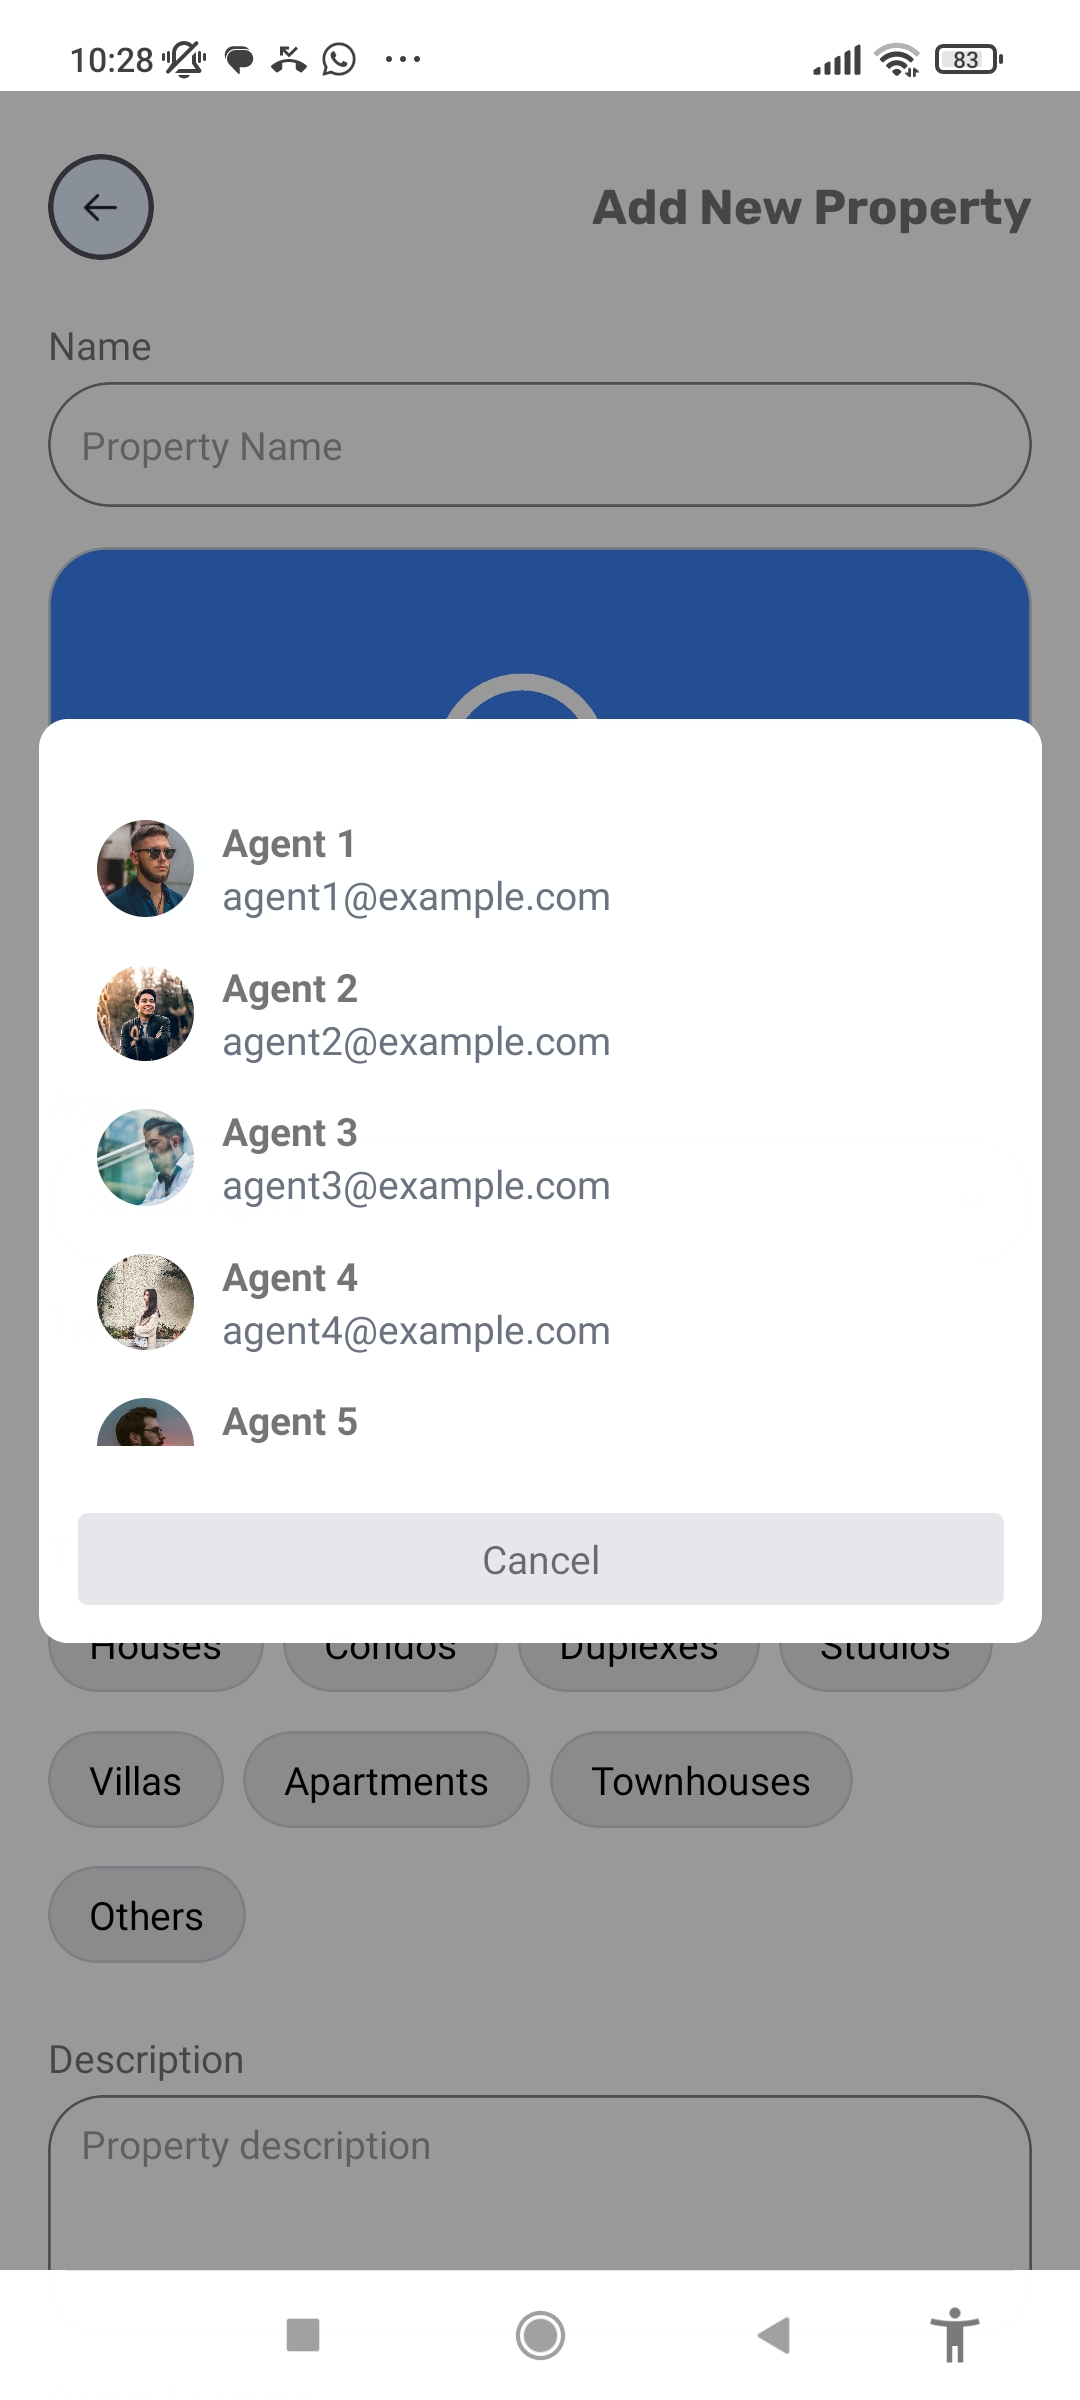 10:28
83
Add New Property
Name
Property Name
Agent 1
agent1@example.com
Agent 2
agent2@example.com
Agent 3
agent3@example.com
Agent 4
agent4@example.com
Agent 5
Cancel
Houses Condos Duplexes Studios
Villas Apartments Townhouses
Others
Description
Property description